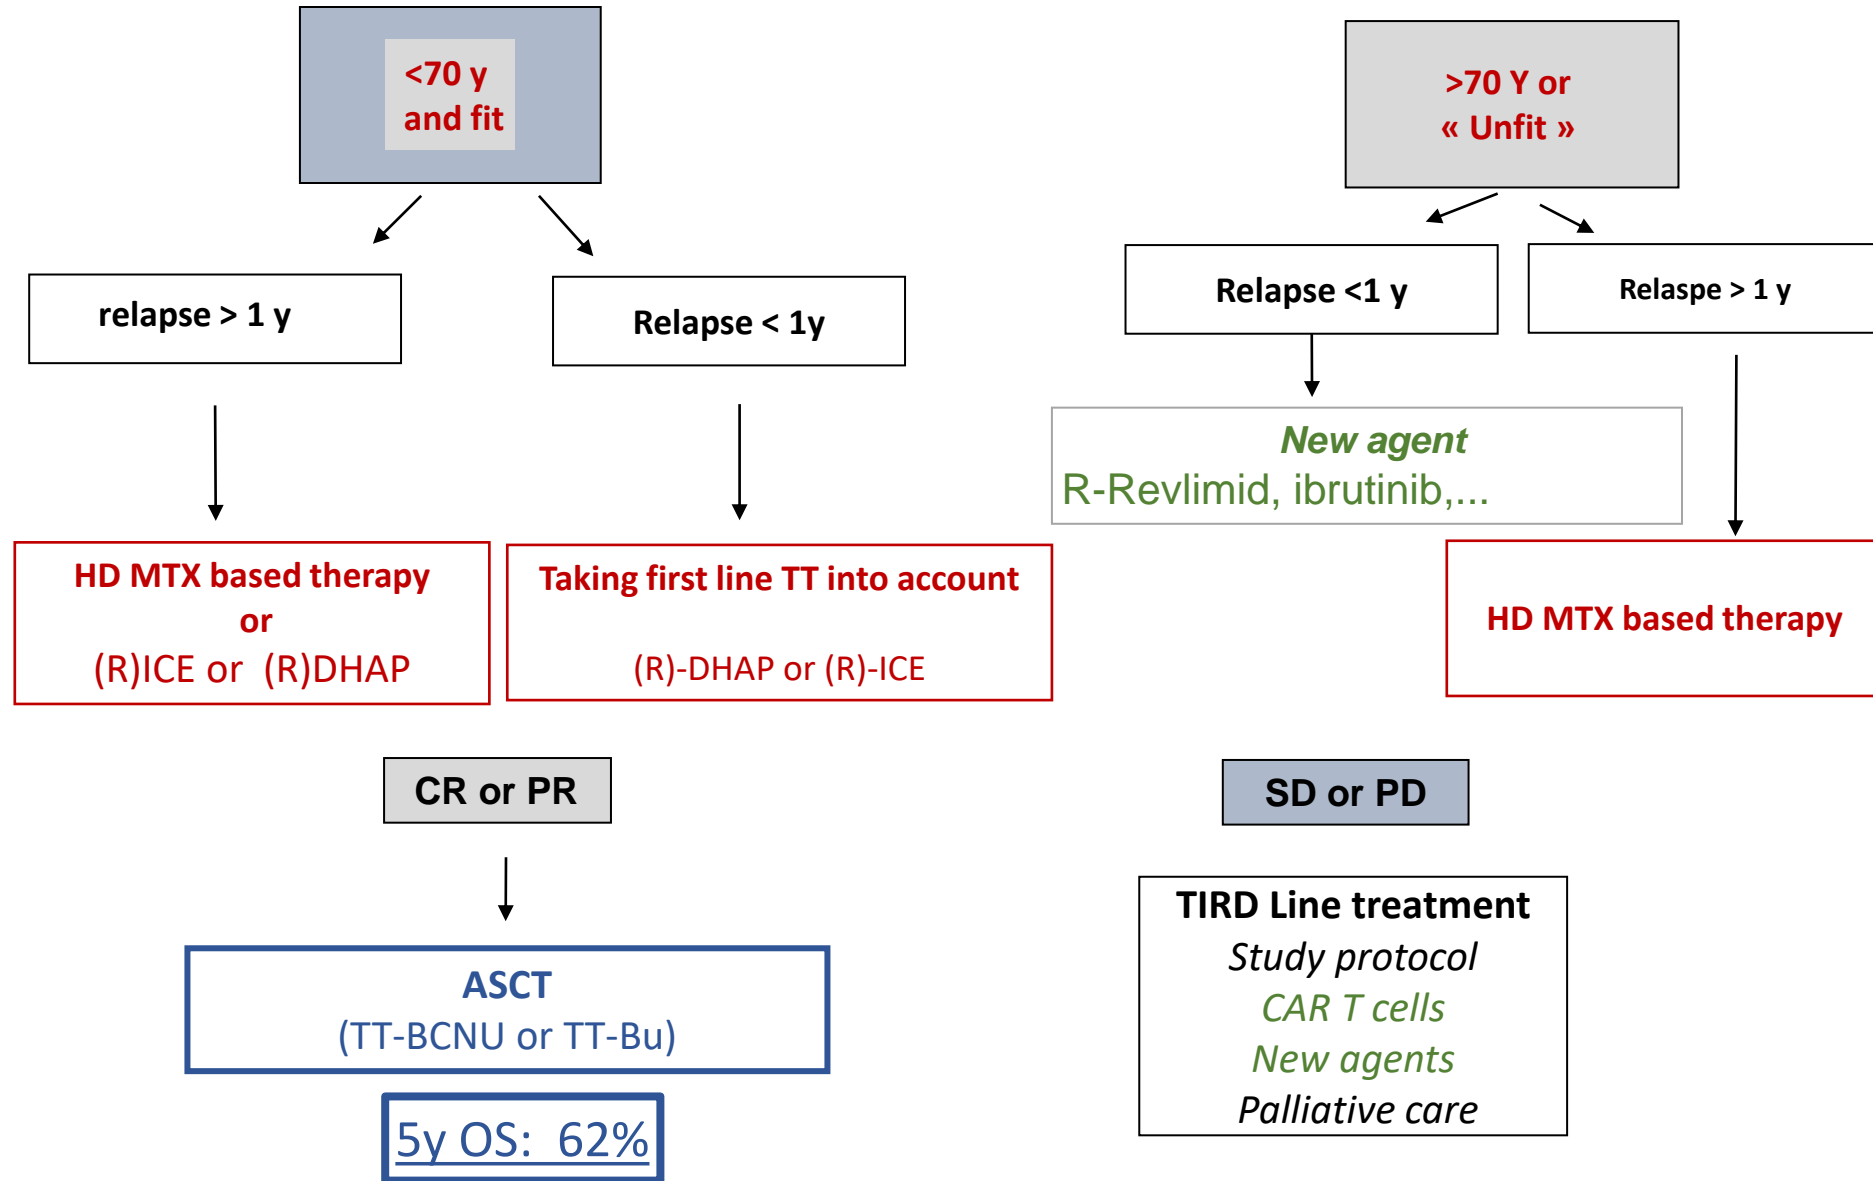 <70 y
and fit
>70 Y or
« Unfit »
relapse > 1 y
Relapse < 1y
Relapse <1 y
Relaspe > 1 y
New agent
R-Revlimid, ibrutinib,...
HD MTX based therapy
or
(R)ICE or (R)DHAP
Taking first line TT into account
(R)-DHAP or (R)-ICE
HD MTX based therapy
CR or PR
SD or PD
ASCT
(TT-BCNU or TT-Bu)
5y OS: 62%
TIRD Line treatment
Study protocol
CAR T cells
New agents
Palliative care